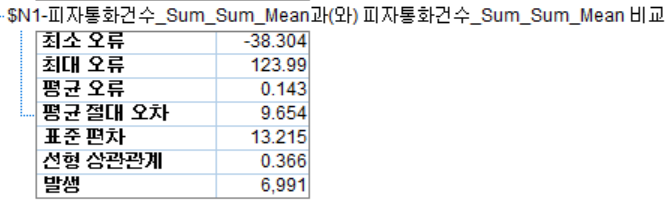 $N1-피자통화건수_Sum_Sum_Mean과(와) 피자통화건수_Sum_Sum_Mean 비교
최소 오류 -38.304
최대 오류 123.99
평균 오류 0.143
평균 절대 오차 9.654
표준 편차 13.215
선형 상관관계 0.366
발생 6,991